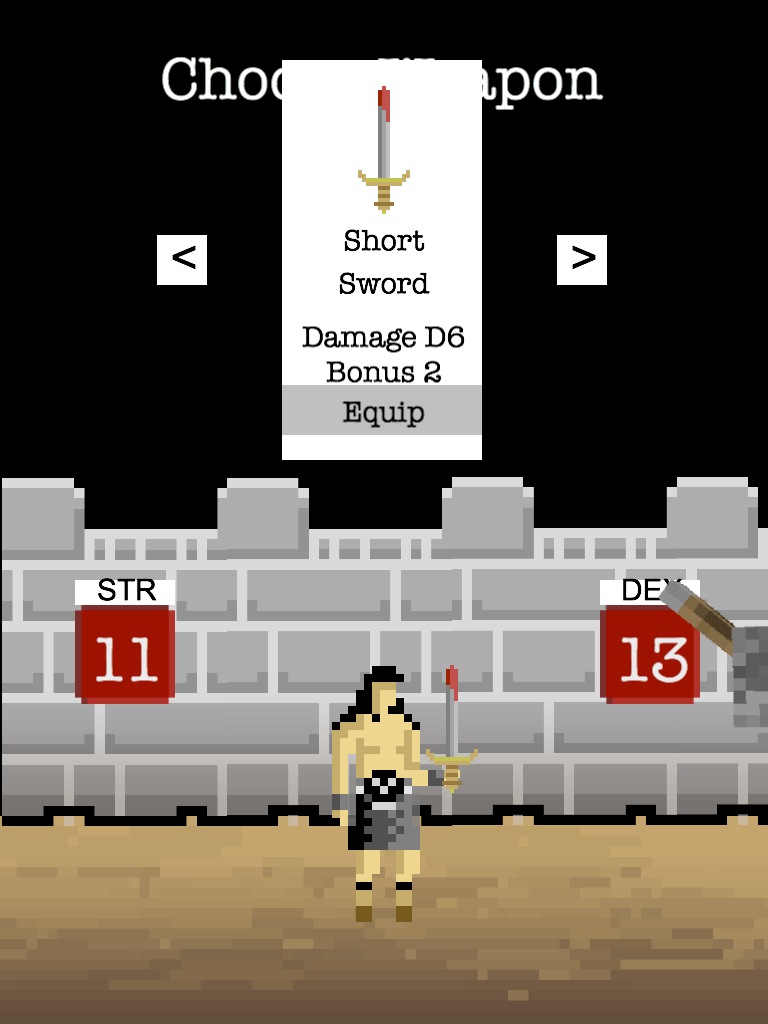 Choo apon
<
>
Short
Sword
Damage D6
Bonus 2
Equip
STR
DEX
11
13